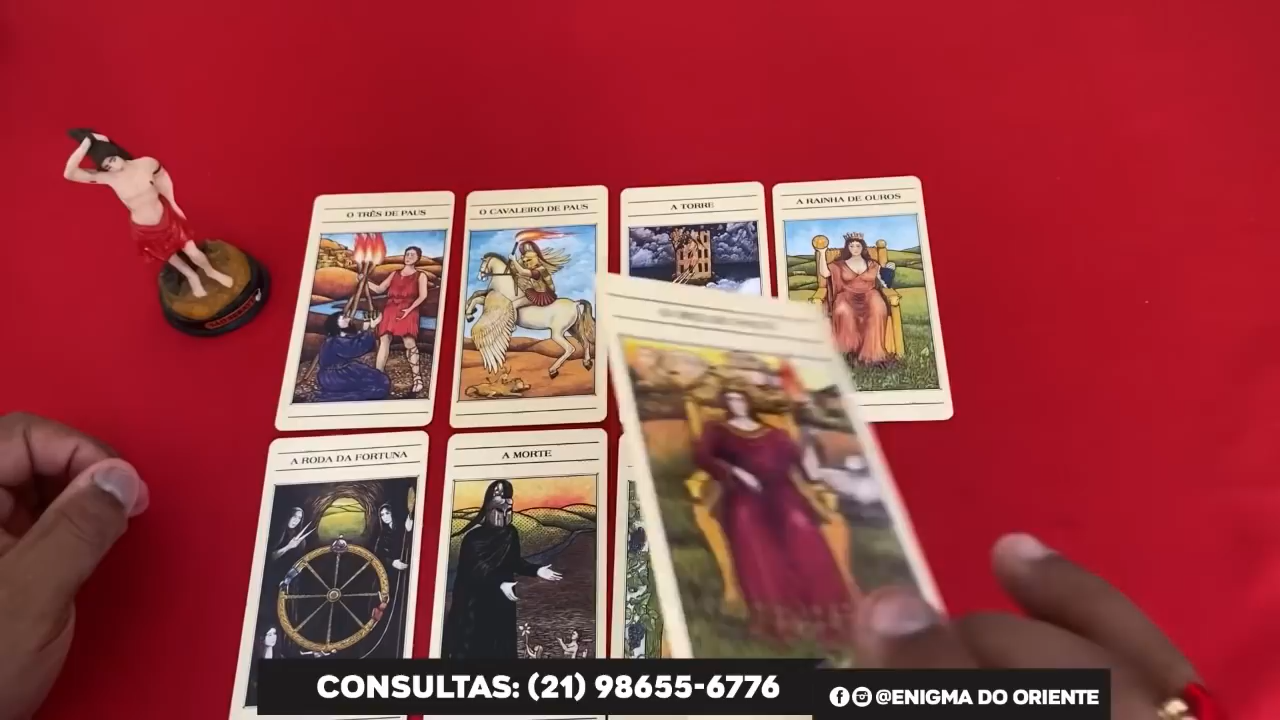 O TRÊS DE PAUS
O CAVALEIRO DE PAUS
A TORRE
A RAINHA DE OUROS
A RODA DA FORTUNA
A MORTE
CONSULTAS: (21) 98655-6776
@ENIGMA DO ORIENTE